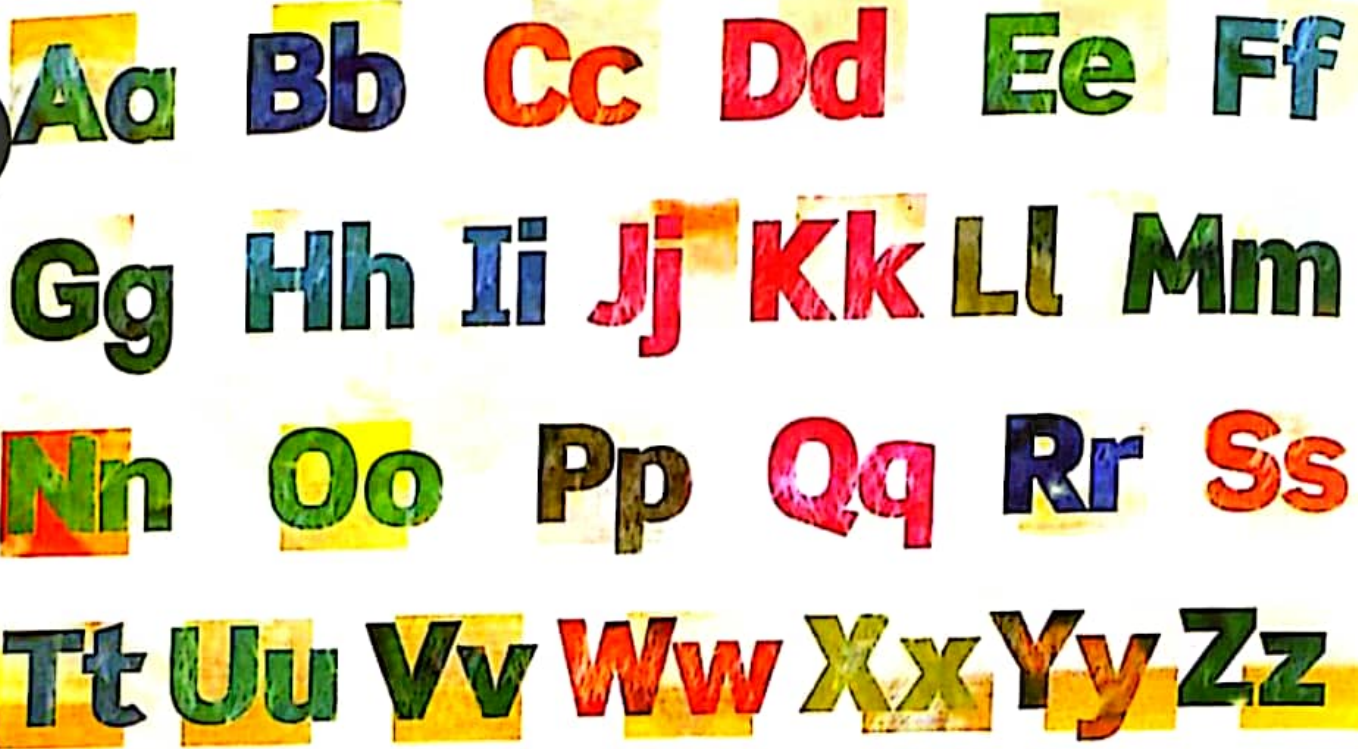 Aa Bb Cc Dd Ee Ff
Gg Hh Ii Jj Kk Ll Mm
Nn Oo Pp Qq Rr Ss
Tt Uu Vv Ww Xx Yy Zz